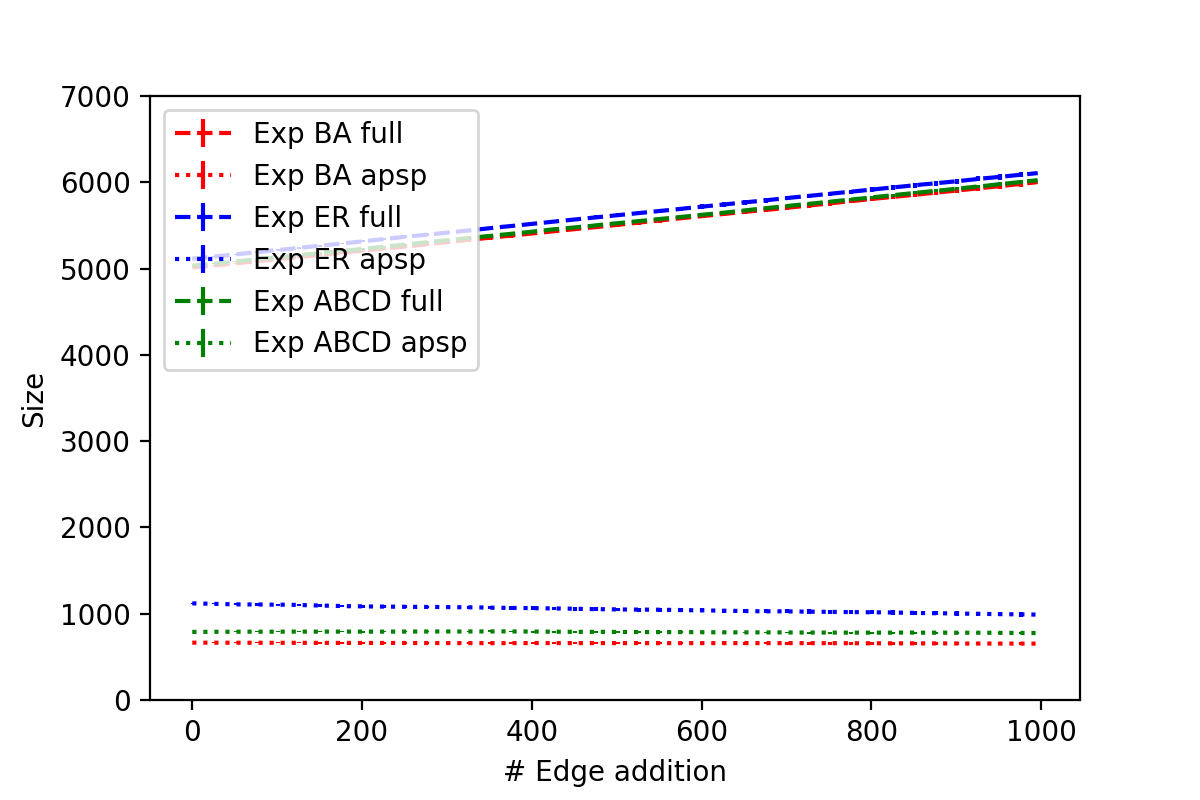 7000
6000
5000
4000
3000
2000
1000
0
Size
Exp BA full
Exp BA apsp
Exp ER full
Exp ER apsp
Exp ABCD full
Exp ABCD apsp
0 200 400 600 800 1000
# Edge addition